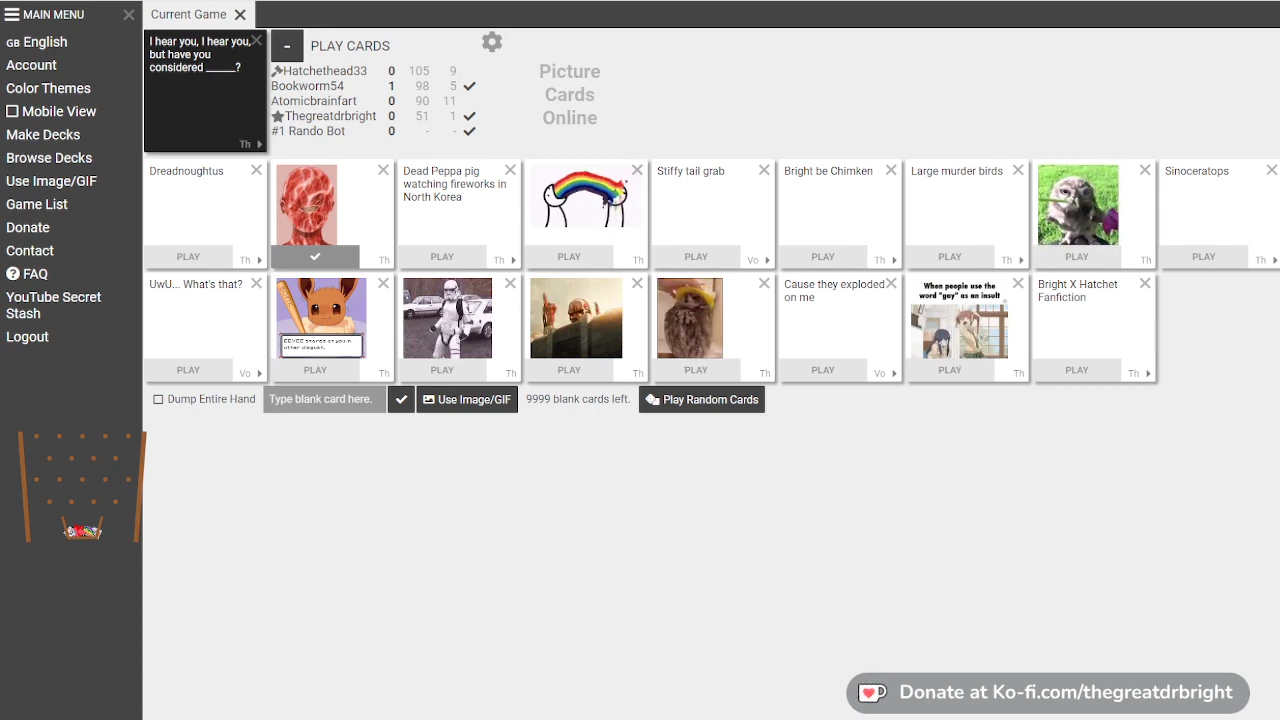 MAIN MENU
Current Game
GB English
Account
Color Themes
Mobile View
Make Decks
Browse Decks
Use Image/GIF
Game List
Donate
Contact
FAQ
YouTube Secret
Stash
Logout
I hear you, I hear you,
but have you
considered _____?
Th
-
PLAY CARDS
Hatchethead33 0 105 9
Bookworm54 1 98 5
Atomicbrainfart 0 90 11
Thegreatdrbright 0 51 1
#1 Rando Bot 0 - -
Picture
Cards
Online
Dreadnoughtus
PLAY Th
Th
Dead Peppa pig
watching fireworks in
North Korea
PLAY Th
PLAY Th
Stiffy tail grab
PLAY Vo
Bright be Chimken
PLAY Th
Large murder birds
PLAY Th
PLAY Th
Sinoceratops
PLAY Th
UwU... What's that?
PLAY Vo
EEVEE stares at you in
utter disgust.
PLAY Th
PLAY Th
PLAY Th
PLAY Th
Cause they exploded
on me
PLAY Vo
When people use the
word "gay" as an insult
PLAY Th
Bright X Hatchet
Fanfiction
PLAY Th
Dump Entire Hand
Type blank card here.
Use Image/GIF
9999 blank cards left.
Play Random Cards
Donate at Ko-fi.com/thegreatdrbright